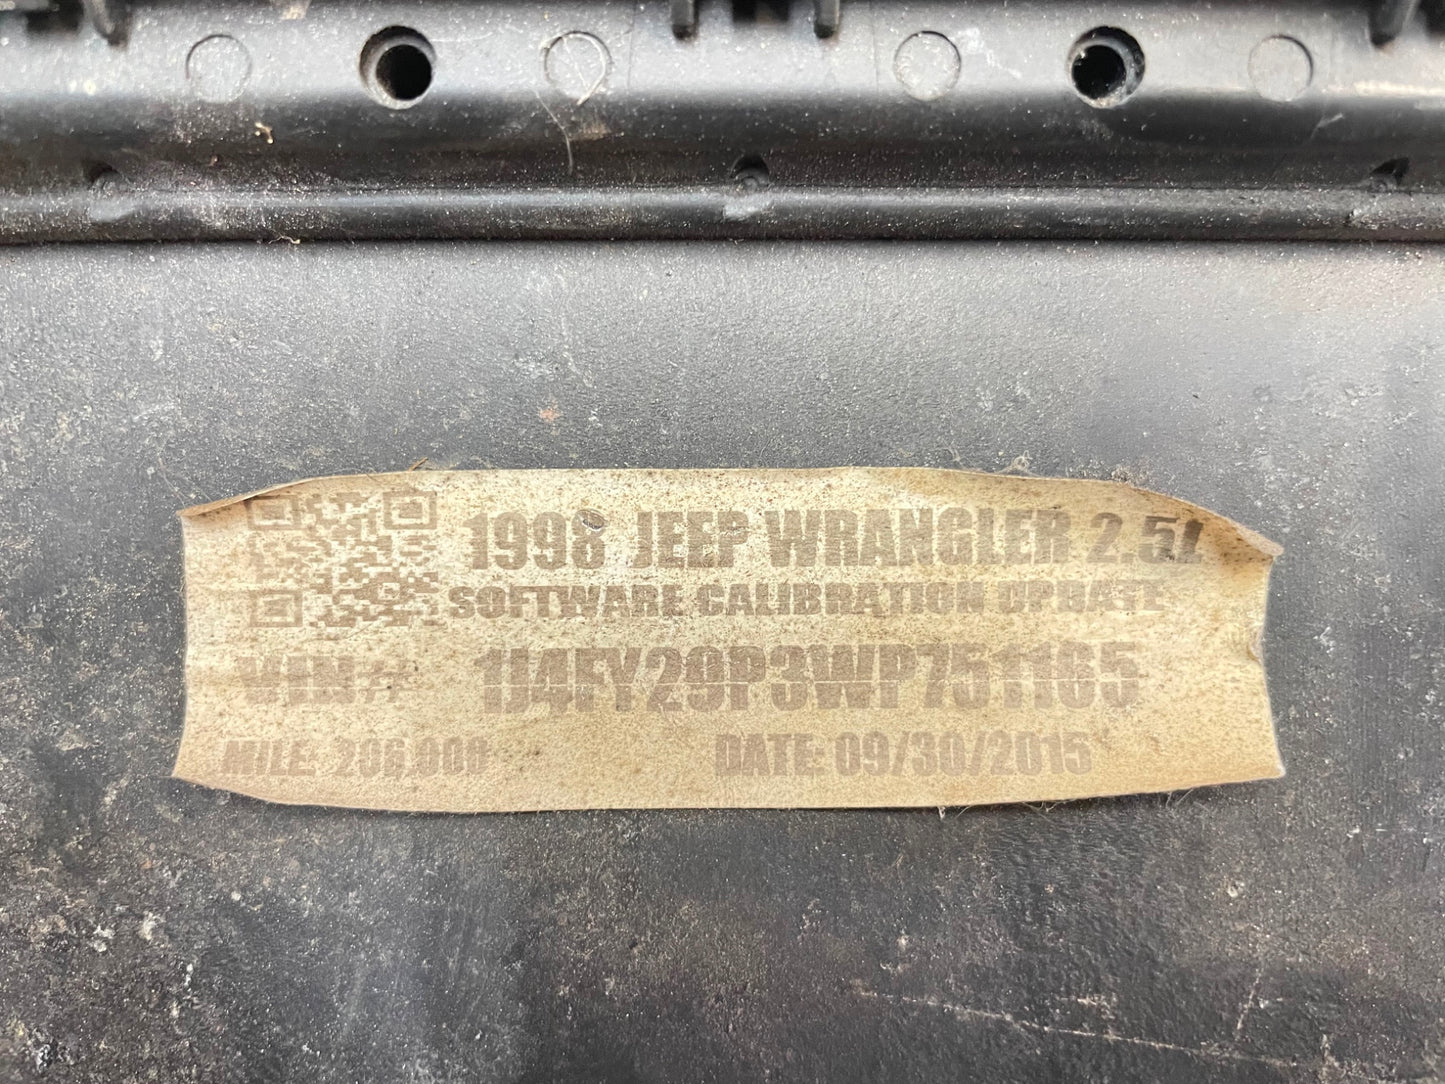 1998 JEEP WRANGLER 2.5L
SOFTWARE CALIBRATION UPDATE
VIN# 1J4FY29P3WP751165
MILE: 206,000 DATE: 09/30/2015